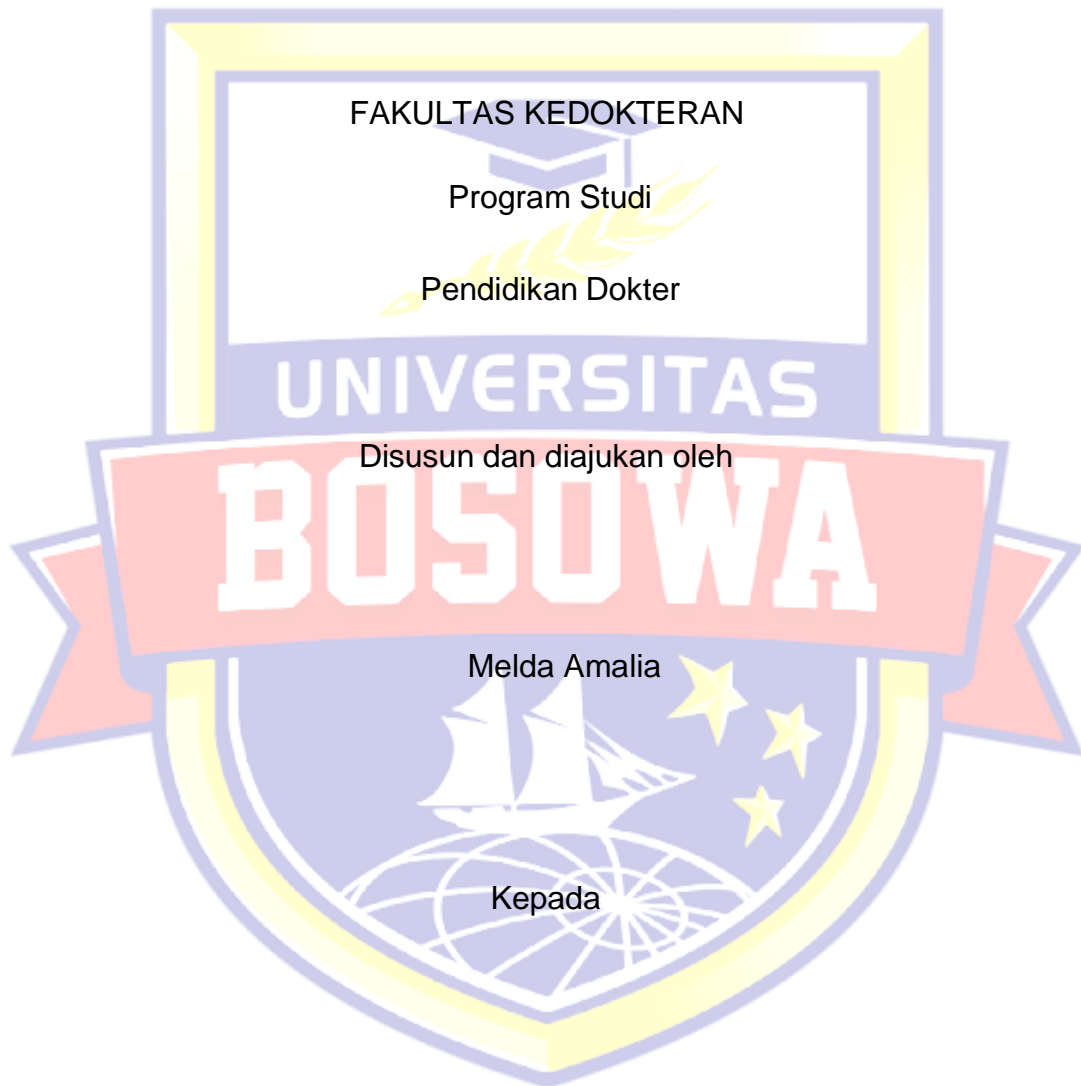 FAKULTAS KEDOKTERAN
Program Studi
Pendidikan Dokter
UNIVERSITAS
Disusun dan diajukan oleh
BOSOWA
Melda Amalia
Kepada